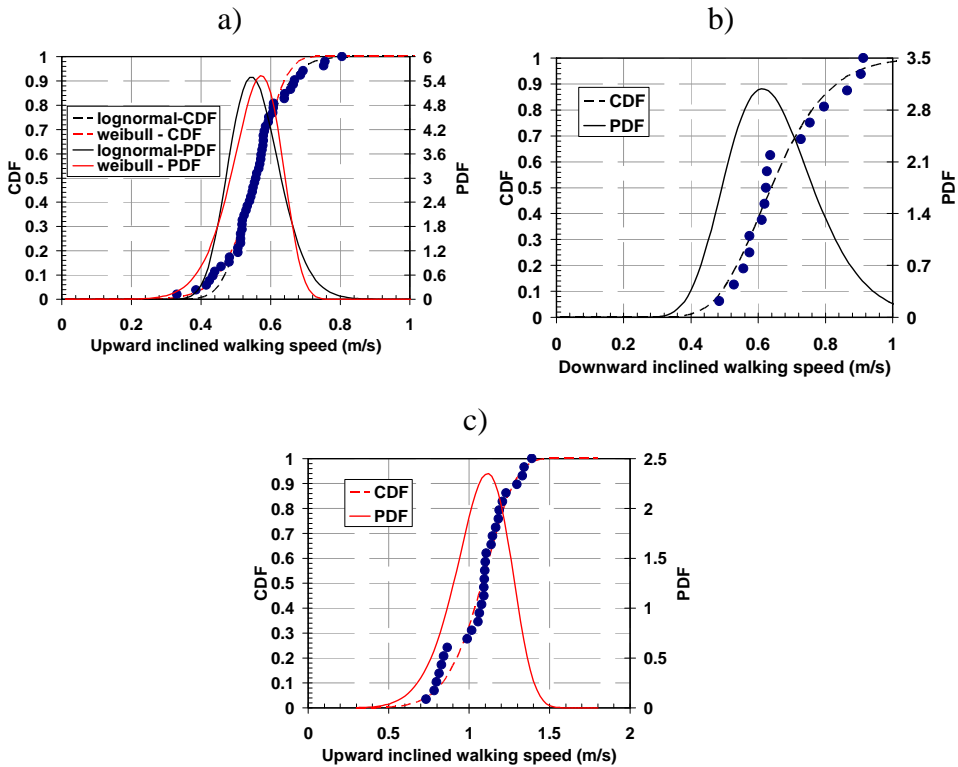 a)
1
0.9
0.8
0.7
0.6
0.5
0.4
0.3
0.2
0.1
0
CDF
lognormal-CDF
weibull - CDF
lognormal-PDF
weibull - PDF
6
5.4
4.8
4.2
3.6
3
2.4
1.8
1.2
0.6
0
PDF
0 0.2 0.4 0.6 0.8 1
Upward inclined walking speed (m/s)
b)
1
0.9
0.8
0.7
0.6
0.5
0.4
0.3
0.2
0.1
0
CDF
CDF
PDF
3.5
2.8
2.1
1.4
0.7
0
PDF
0 0.2 0.4 0.6 0.8 1
Downward inclined walking speed (m/s)
c)
1
0.9
0.8
0.7
0.6
0.5
0.4
0.3
0.2
0.1
0
CDF
CDF
PDF
2.5
2
1.5
1
0.5
0
PDF
0 0.5 1 1.5 2
Upward inclined walking speed (m/s)